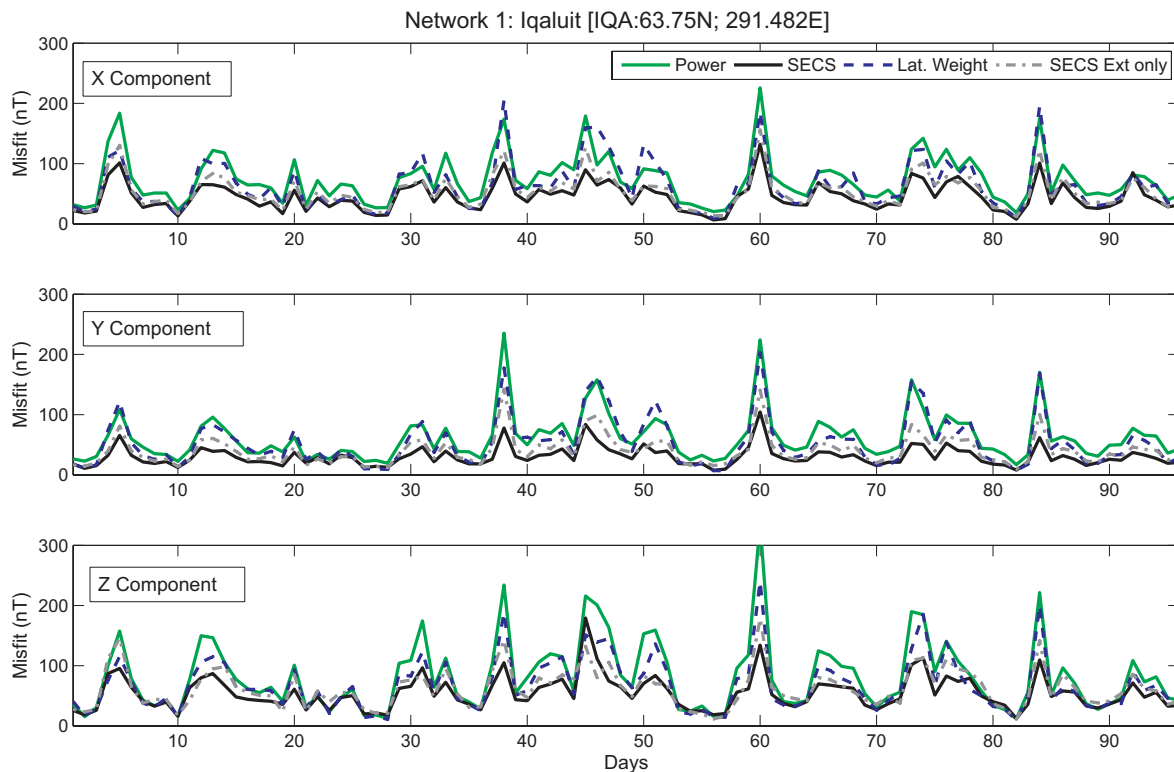 Network 1: Iqaluit [IQA:63.75N; 291.482E]
300
200
100
0
Misfit (nT)
X Component
Power SECS Lat. Weight SECS Ext only
10 20 30 40 50 60 70 80 90
300
200
100
0
Misfit (nT)
Y Component
10 20 30 40 50 60 70 80 90
300
200
100
0
Misfit (nT)
Z Component
10 20 30 40 50 60 70 80 90
Days